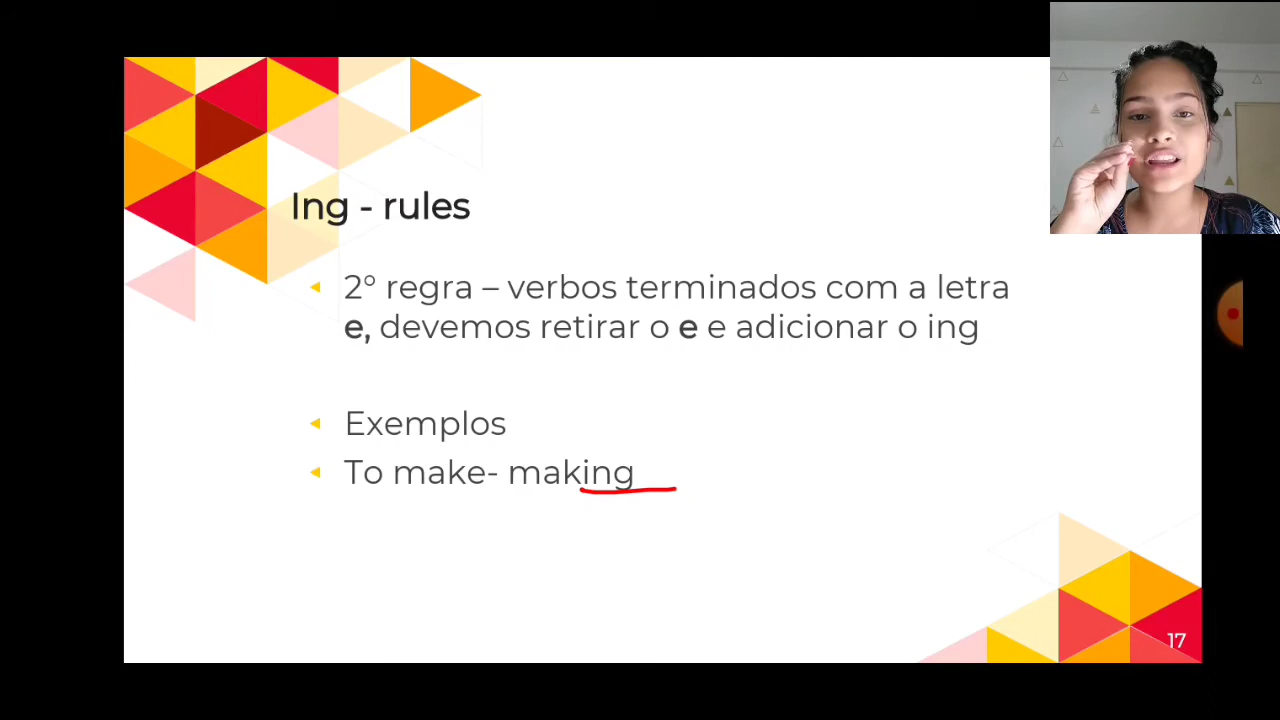 Ing - rules
2° regra – verbos terminados com a letra
e, devemos retirar o e e adicionar o ing
Exemplos
To make- making
17